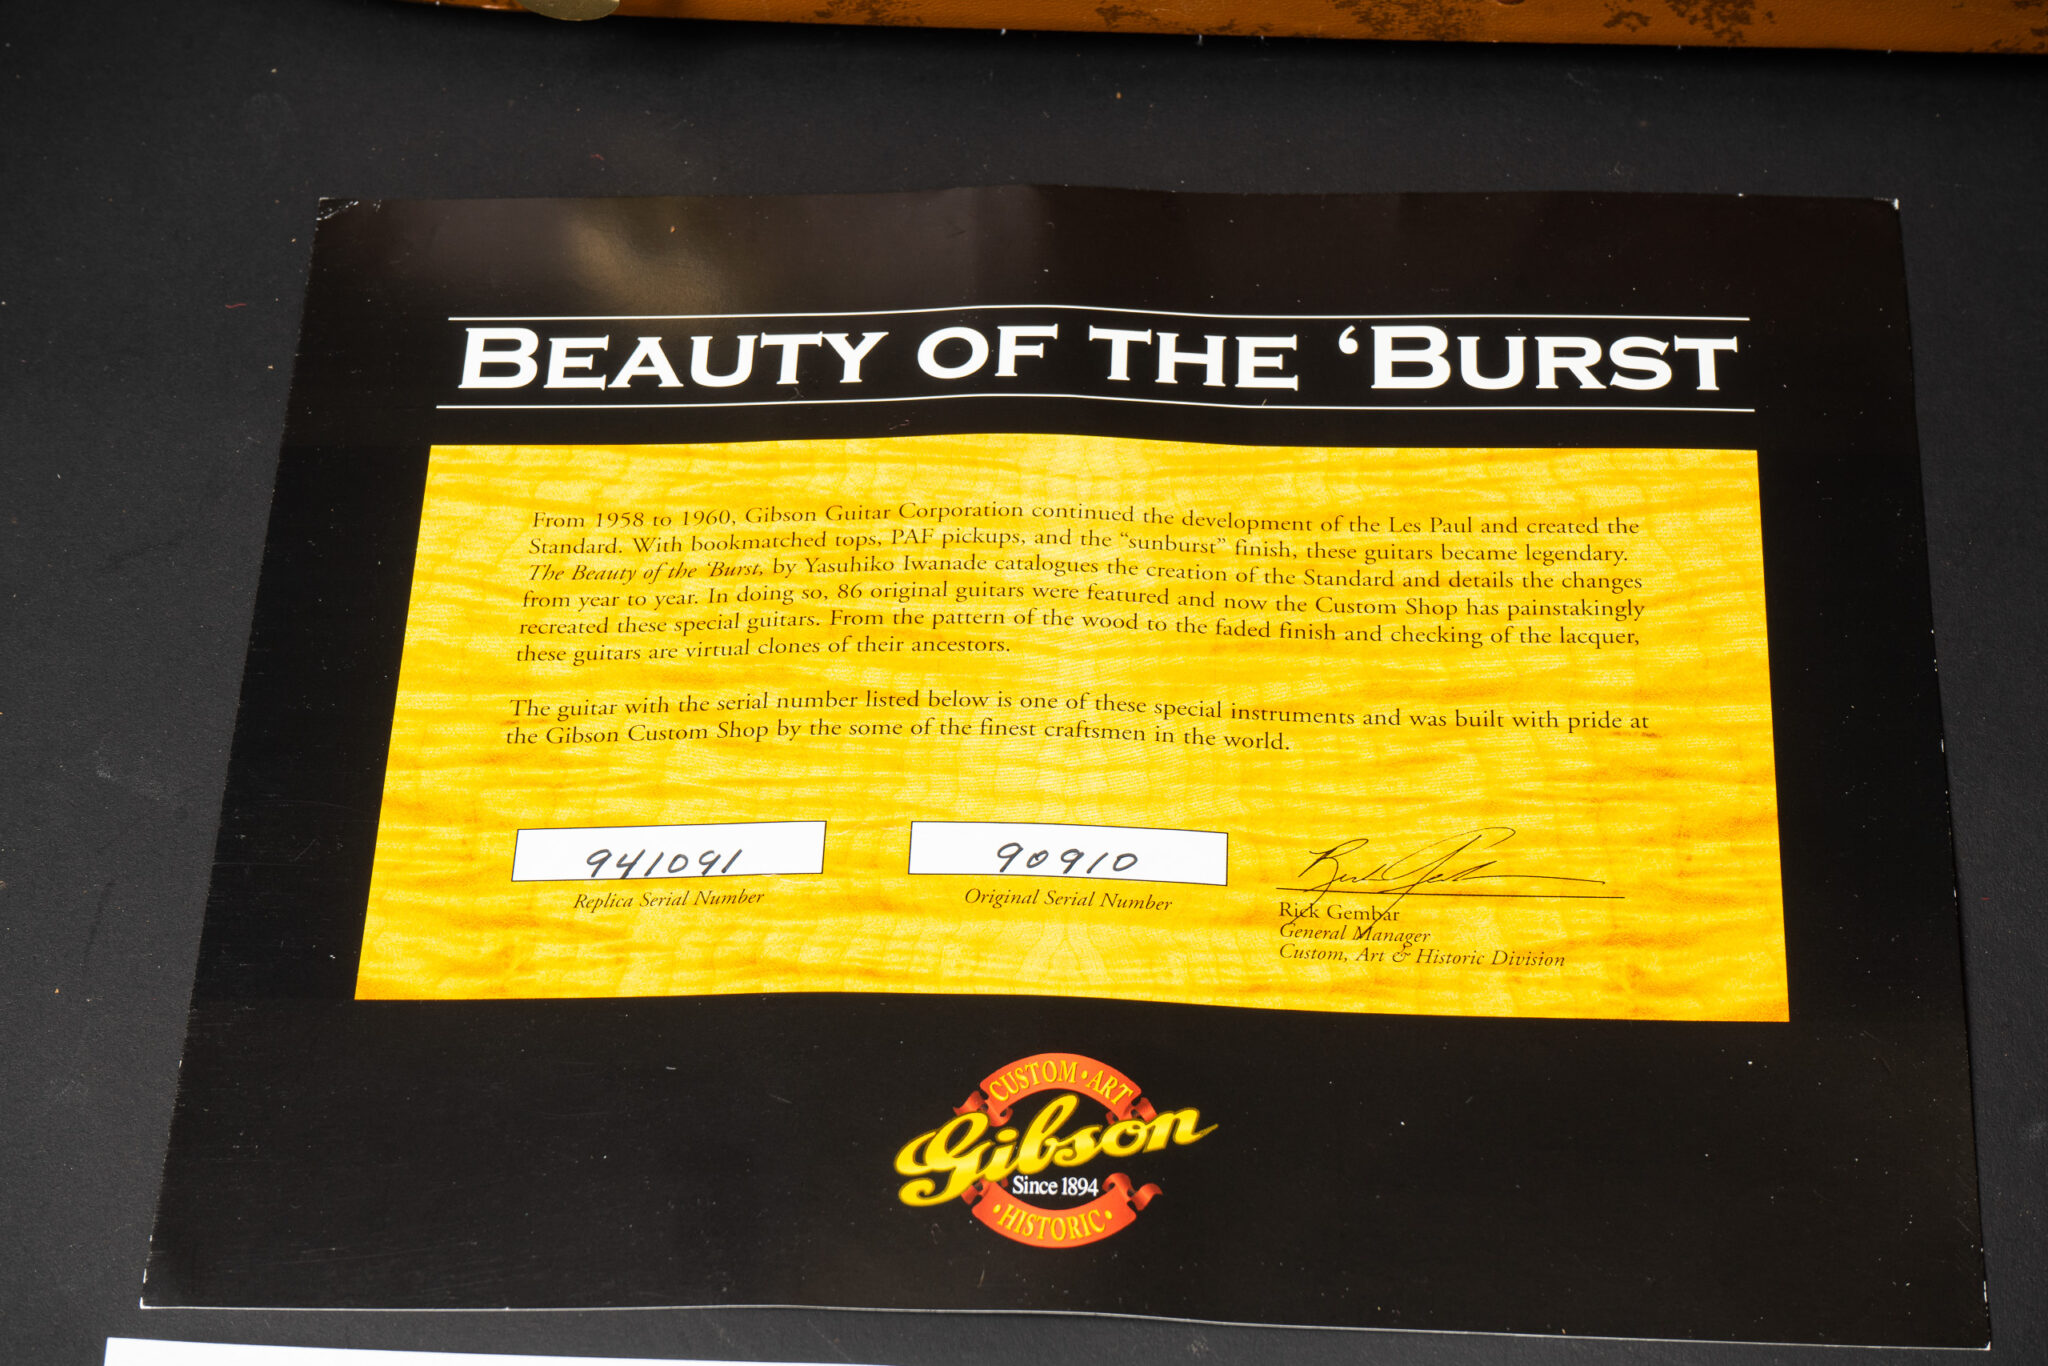 BEAUTY OF THE ‘BURST
From 1958 to 1960, Gibson Guitar Corporation continued the development of the Les Paul and created the
Standard. With bookmatched tops, PAF pickups, and the “sunburst” finish, these guitars became legendary.
The Beauty of the ‘Burst, by Yasuhiko Iwanade catalogues the creation of the Standard and details the changes
from year to year. In doing so, 86 original guitars were featured and now the Custom Shop has painstakingly
recreated these special guitars. From the pattern of the wood to the faded finish and checking of the lacquer,
these guitars are virtual clones of their ancestors.
The guitar with the serial number listed below is one of these special instruments and was built with pride at
the Gibson Custom Shop by the some of the finest craftsmen in the world.
941091
Replica Serial Number
90910
Original Serial Number
Rick Gembar
General Manager
Custom, Art & Historic Division
CUSTOM • ART
Gibson
Since 1894
• HISTORIC •